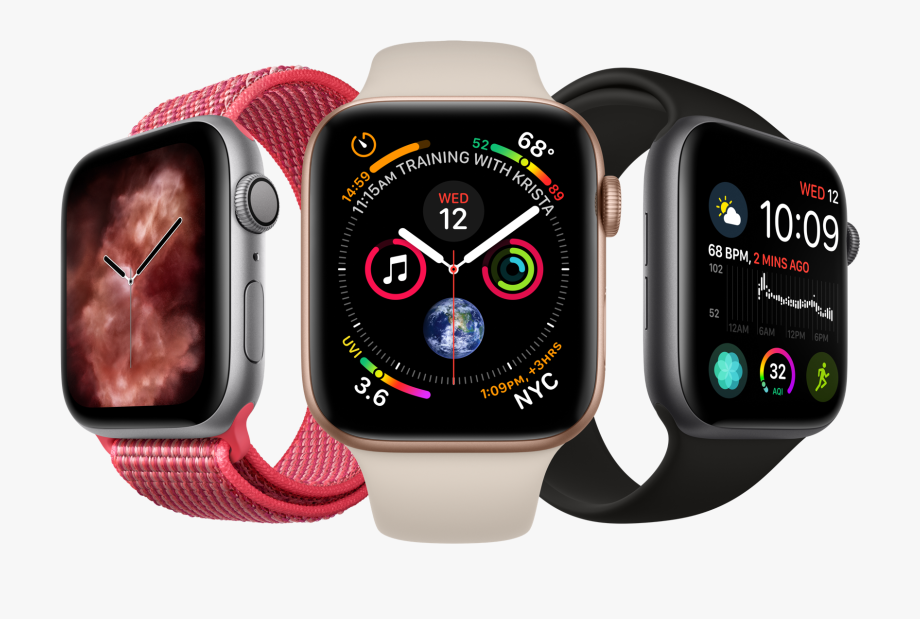 14:59
11:15AM TRAINING WITH KRISTA
52
68°
89
WED
12
UVI
3.6
1:09PM, +3HRS
NYC
WED 12
10:09
68 BPM, 2 MINS AGO
102
52
12AM 6AM 12PM 6PM
32
AQI